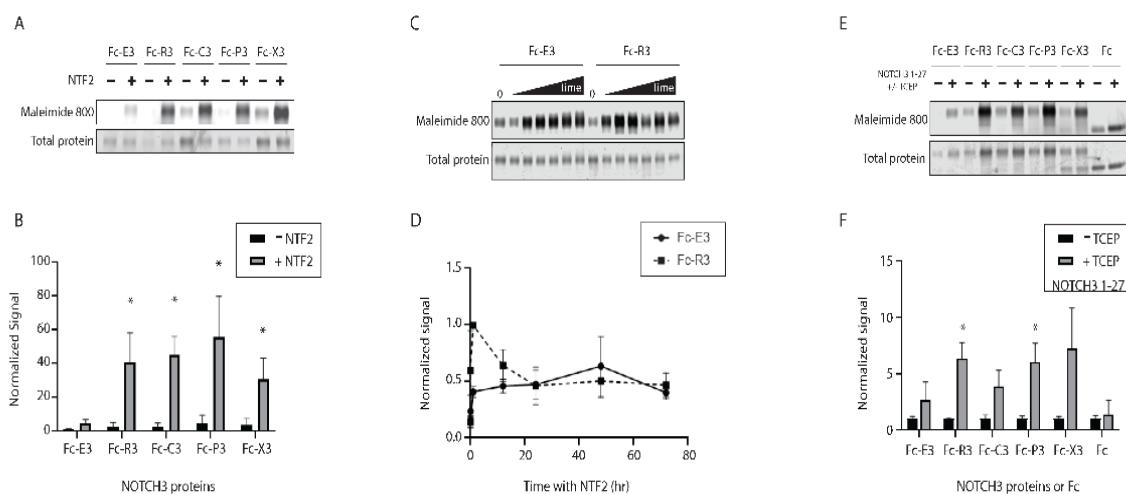 A
Fc-E3 Fc-R3 Fc-C3 Fc-P3 Fc-X3
NTF2 − + − + − + − + − +
Maleimide 800
Total protein
B
− NTF2
+ NTF2
Normalized Signal
100
80
60
40
20
0
* * * *
Fc-E3 Fc-R3 Fc-C3 Fc-P3 Fc-X3
NOTCH3 proteins
C
Fc-E3 Fc-R3
0 time 0 time
Maleimide 800
Total protein
D
Fc-E3
Fc-R3
Normalized signal
1.5
1.0
0.5
0.0
0 20 40 60 80
Time with NTF2 (hr)
E
Fc-E3 Fc-R3 Fc-C3 Fc-P3 Fc-X3 Fc
NOTCH3 1-27
+/- TCEP
− + − + − + − + − + − +
Maleimide 800
Total protein
F
− TCEP
+ TCEP
NOTCH3 1-27
Normalized signal
15
10
5
0
* *
Fc-E3 Fc-R3 Fc-C3 Fc-P3 Fc-X3 Fc
NOTCH3 proteins or Fc